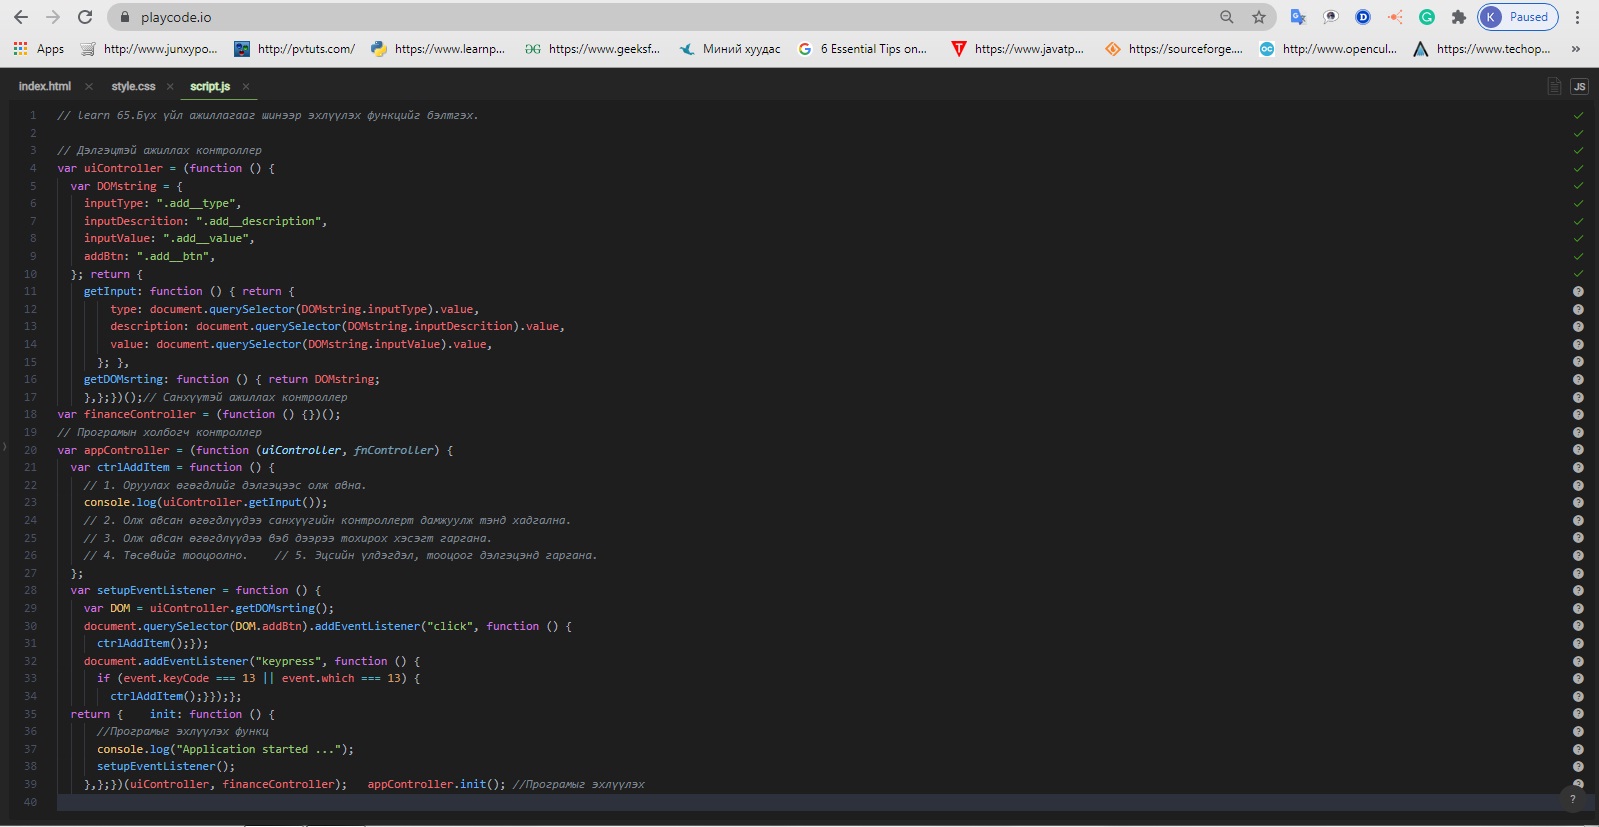 playcode.io
K Paused
Apps http://www.junxypo... http://pvtuts.com/ https://www.learnp... https://www.geeksf... Миний хуудас 6 Essential Tips on... https://www.javatp... https://sourceforge.... http://www.opencul... https://www.techop... »
index.html × style.css × script.js × JS
1 // learn 65.Бүх үйл ажиллагааг шинээр эхлүүлэх функцийг бэлтгэх.
2
3 // Дэлгэцтэй ажиллах контроллер
4 var uiController = (function () {
5 var DOMstring = {
6 inputType: ".add__type",
7 inputDescrition: ".add__description",
8 inputValue: ".add__value",
9 addBtn: ".add__btn",
10 }; return {
11 getInput: function () { return {
12 type: document.querySelector(DOMstring.inputType).value,
13 description: document.querySelector(DOMstring.inputDescrition).value,
14 value: document.querySelector(DOMstring.inputValue).value,
15 }; },
16 getDOMsrting: function () { return DOMstring;
17 },};})();// Санхүүтэй ажиллах контроллер
18 var financeController = (function () {})();
19 // Програмын холбогч контроллер
20 var appController = (function (uiController, fnController) {
21 var ctrlAddItem = function () {
22 // 1. Оруулах өгөгдлийг дэлгэцээс олж авна.
23 console.log(uiController.getInput());
24 // 2. Олж авсан өгөгдлүүдээ санхүүгийн контроллерт дамжуулж тэнд хадгална.
25 // 3. Олж авсан өгөгдлүүдээ вэб дээрээ тохирох хэсэгт гаргана.
26 // 4. Төсөвийг тооцоолно. // 5. Эцсийн үлдэгдэл, тооцоог дэлгэцэнд гаргана.
27 };
28 var setupEventListener = function () {
29 var DOM = uiController.getDOMsrting();
30 document.querySelector(DOM.addBtn).addEventListener("click", function () {
31 ctrlAddItem();});
32 document.addEventListener("keypress", function () {
33 if (event.keyCode === 13 || event.which === 13) {
34 ctrlAddItem();}});};
35 return { init: function () {
36 //Програмыг эхлүүлэх функц
37 console.log("Application started ...");
38 setupEventListener();
39 },};})(uiController, financeController); appController.init(); //Програмыг эхлүүлэх
40